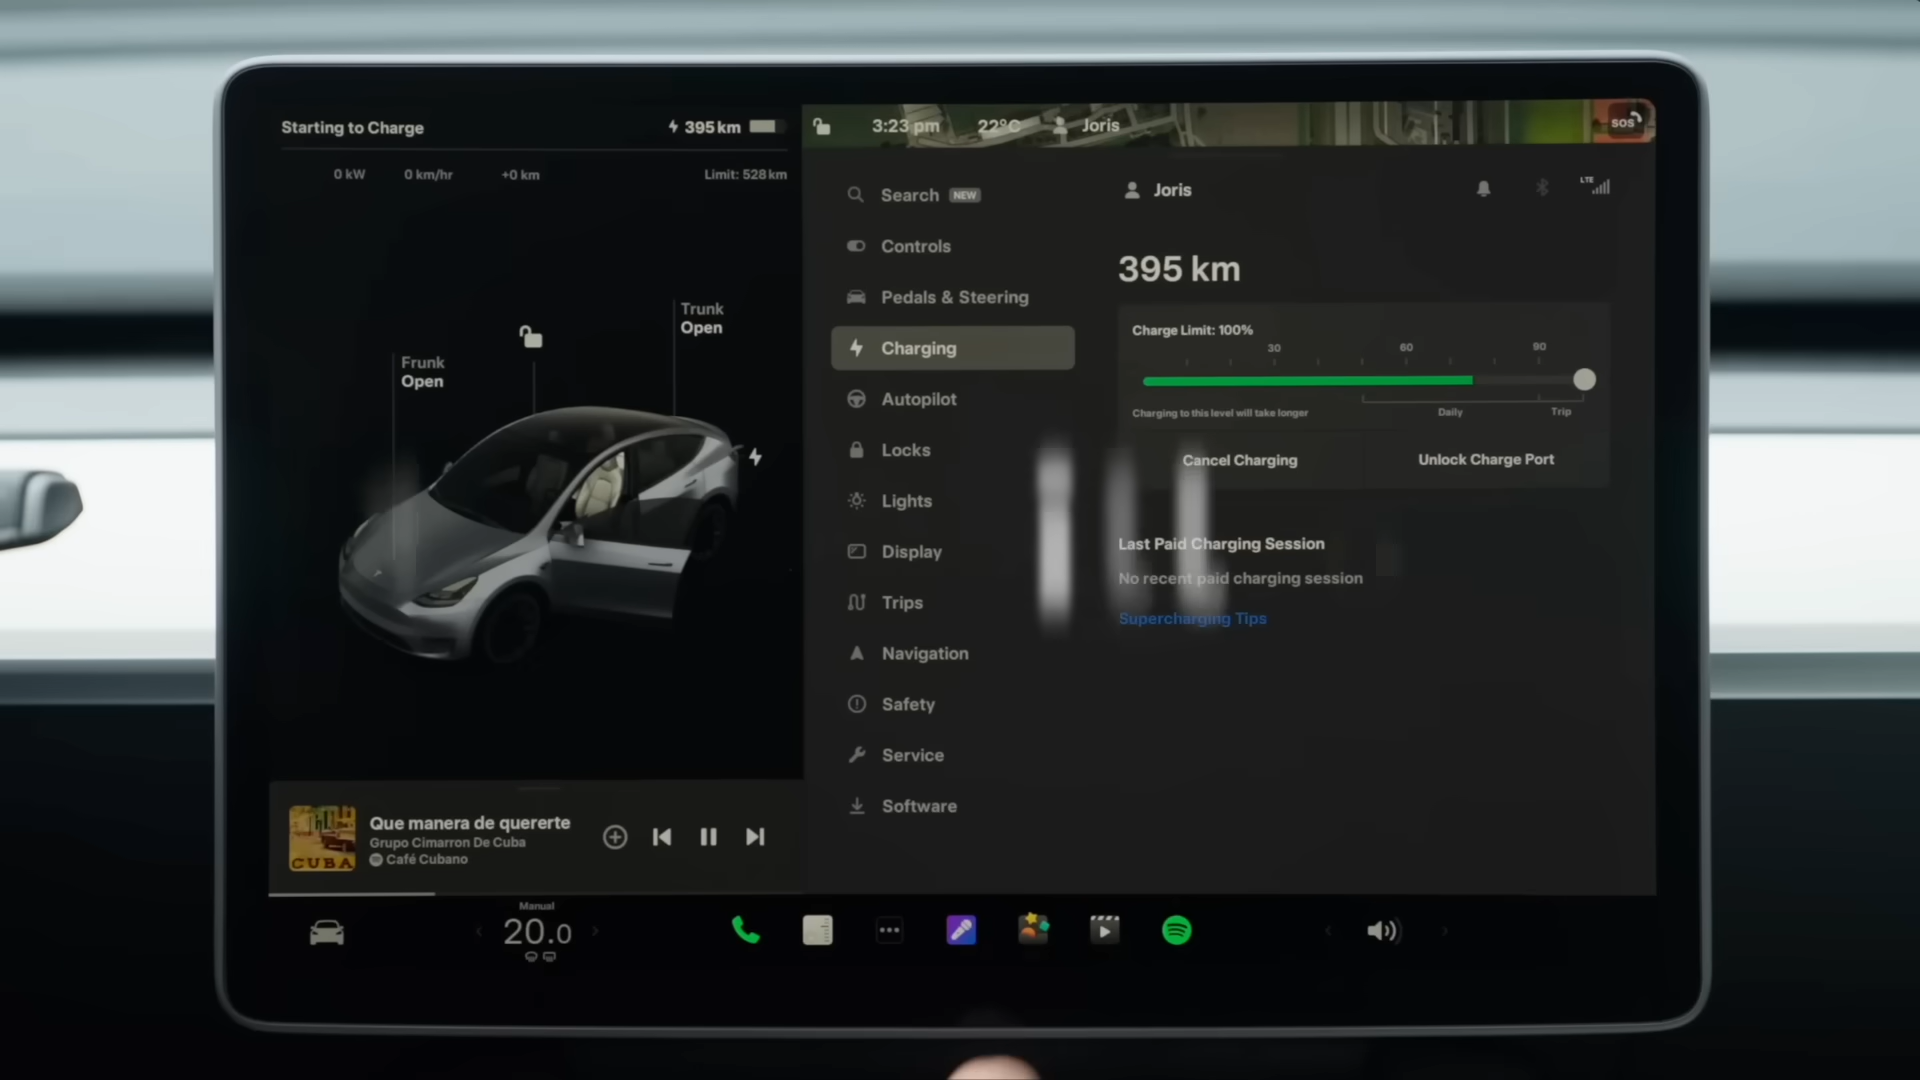 Starting to Charge
395 km
0 kW
0 km/hr
+0 km
Limit: 528 km
Frunk
Open
Trunk
Open
Que manera de quererte
Grupo Cimarron De Cuba
Café Cubano
CUBA
3:23 pm
22°C
Joris
SOS
Search NEW
Controls
Pedals & Steering
Charging
Autopilot
Locks
Lights
Display
Trips
Navigation
Safety
Service
Software
Joris
LTE
395 km
Charge Limit: 100%
30 60 90
Charging to this level will take longer
Daily
Trip
Cancel Charging
Unlock Charge Port
Last Paid Charging Session
No recent paid charging session
Supercharging Tips
Manual
20.0